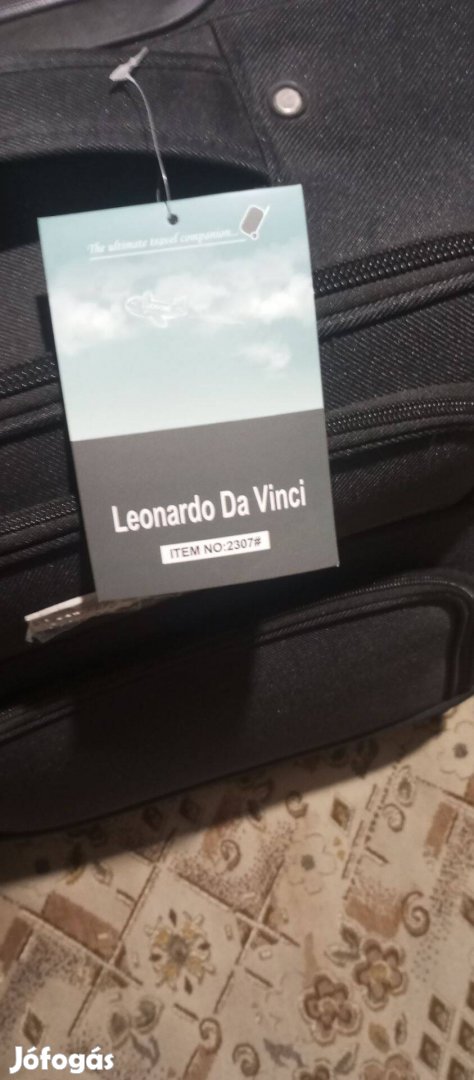 The ultimate travel companion...
Leonardo Da Vinci
ITEM NO:2307#
Jófogás